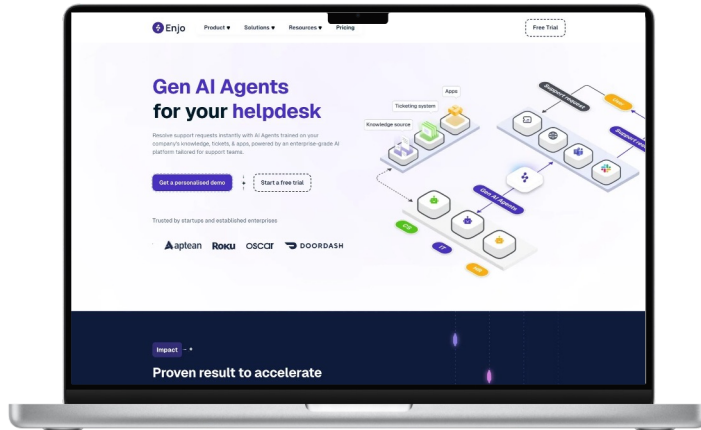 Enjo
Product
Solutions
Resources
Pricing
Free Trial
Gen AI Agents
for your helpdesk
Resolve support requests instantly with AI Agents trained on your
company's knowledge, tickets, & apps, powered by an enterprise-grade AI
platform tailored for support teams.
Get a personalised demo
Start a free trial
Trusted by startups and established enterprises
Aptean
ROKU
oscar
DOORDASH
Apps
Ticketing system
Knowledge source
Support request
Support
Gen AI Agents
IT
Impact
Proven result to accelerate